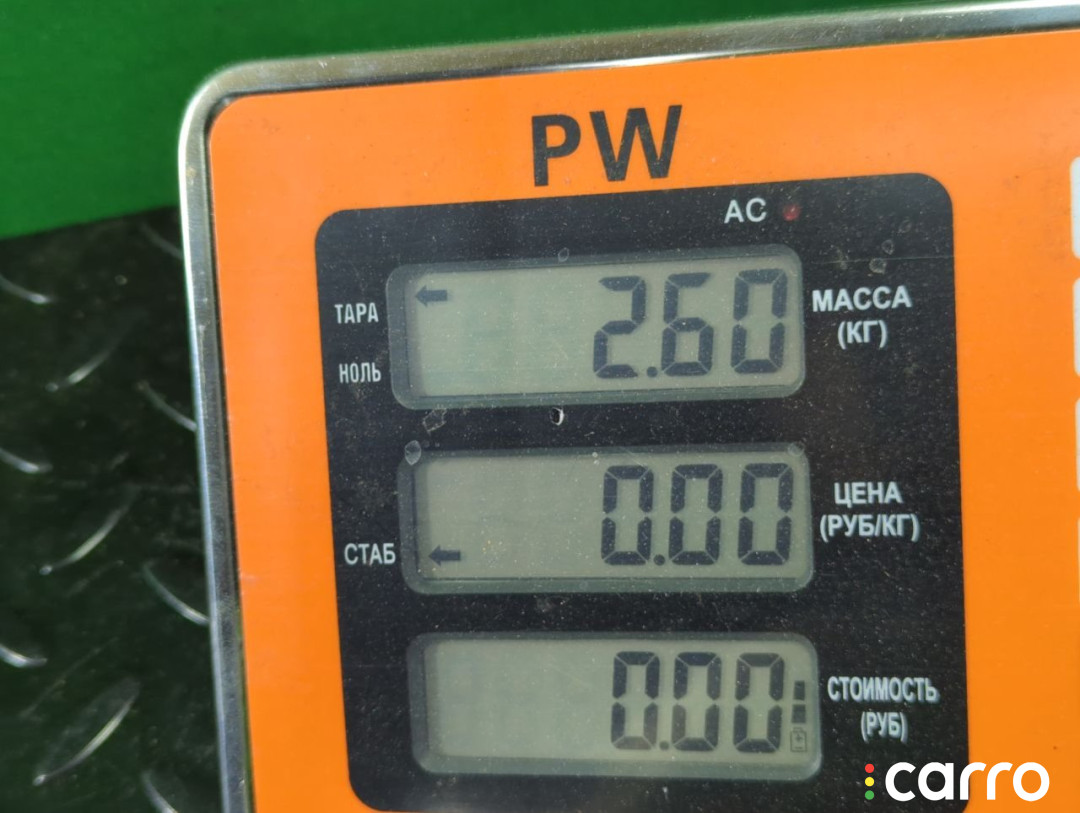 PW
AC
ТАРА
НОЛЬ
2.60
МАССА
(КГ)
СТАБ
0.00
ЦЕНА
(РУБ/КГ)
0.00
СТОИМОСТЬ
(РУБ)
carro